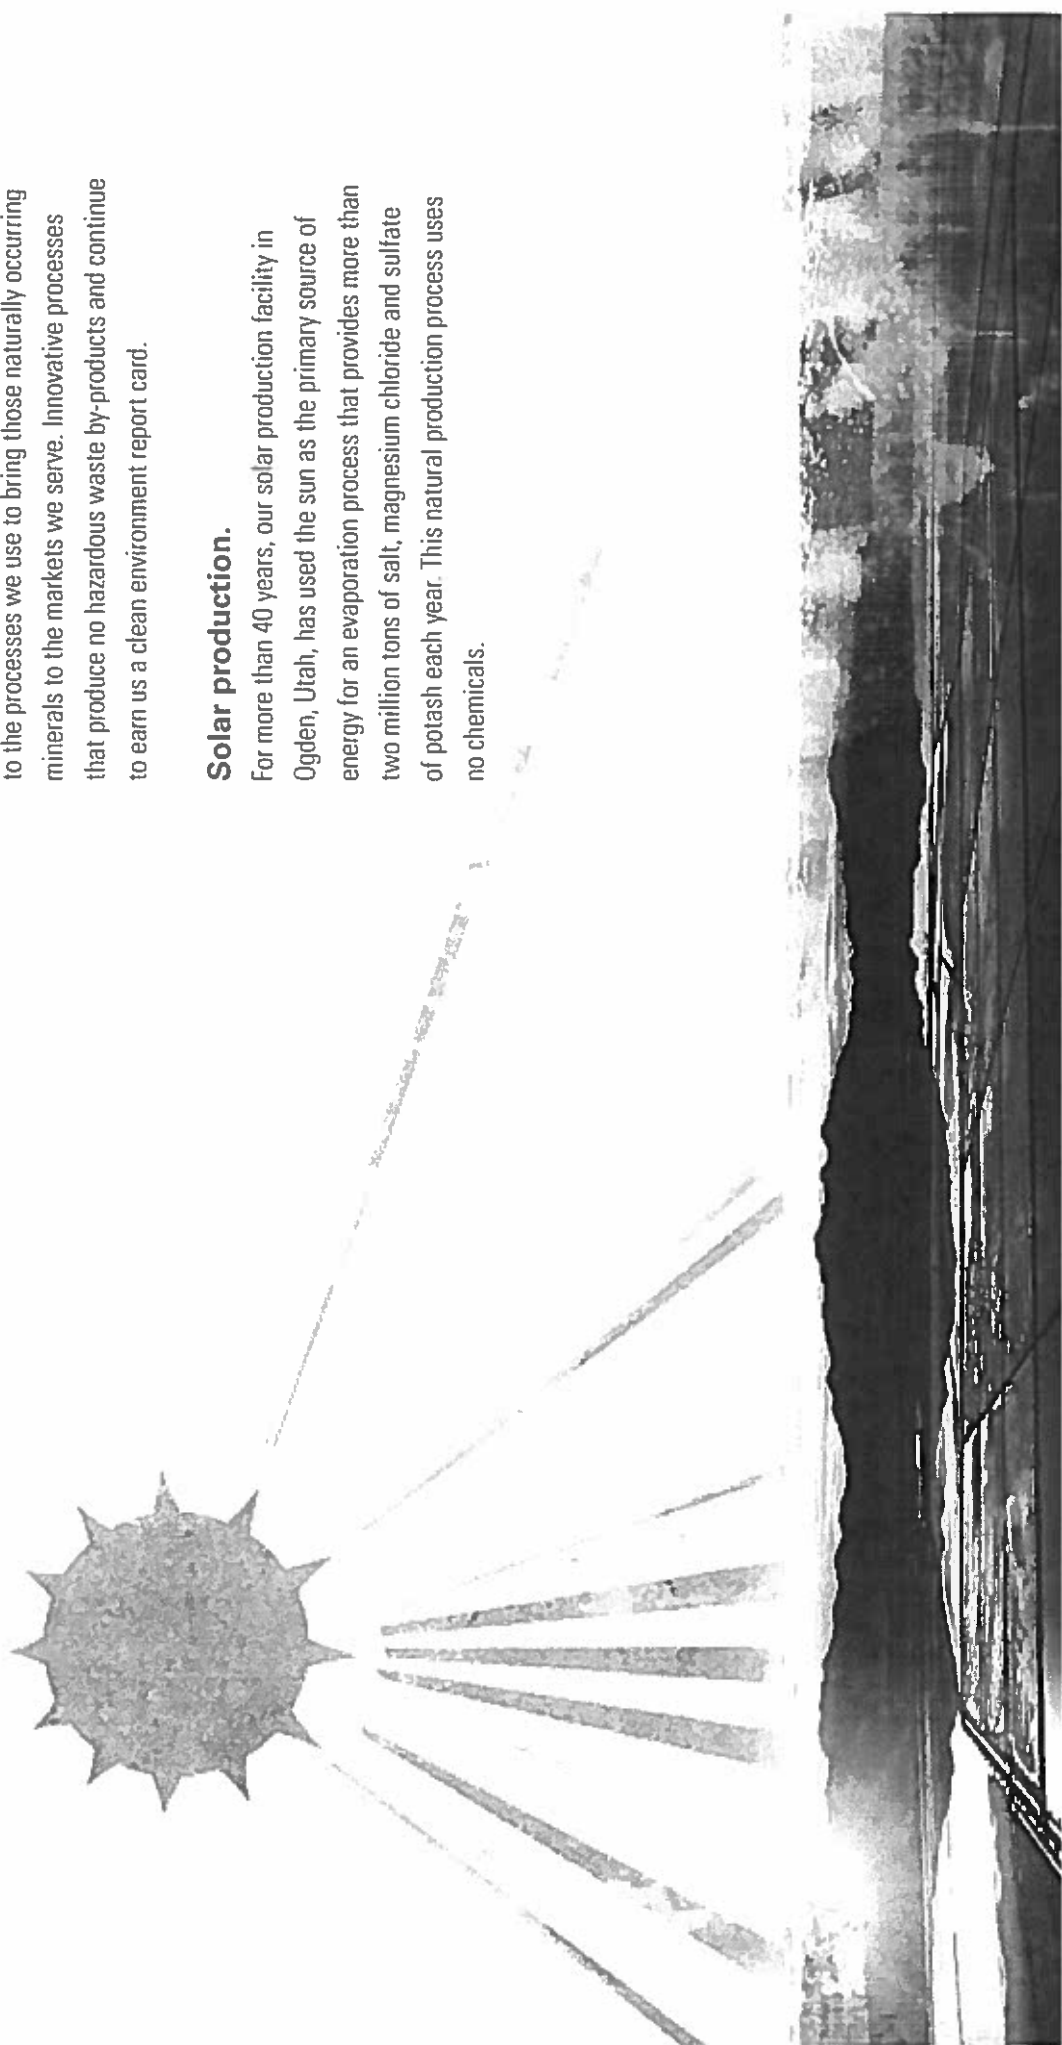 to the processes we use to bring those naturally occurring
minerals to the markets we serve. Innovative processes
that produce no hazardous waste by-products and continue
to earn us a clean environment report card.
Solar production.
For more than 40 years, our solar production facility in
Ogden, Utah, has used the sun as the primary source of
energy for an evaporation process that provides more than
two million tons of salt, magnesium chloride and sulfate
of potash each year. This natural production process uses
no chemicals.